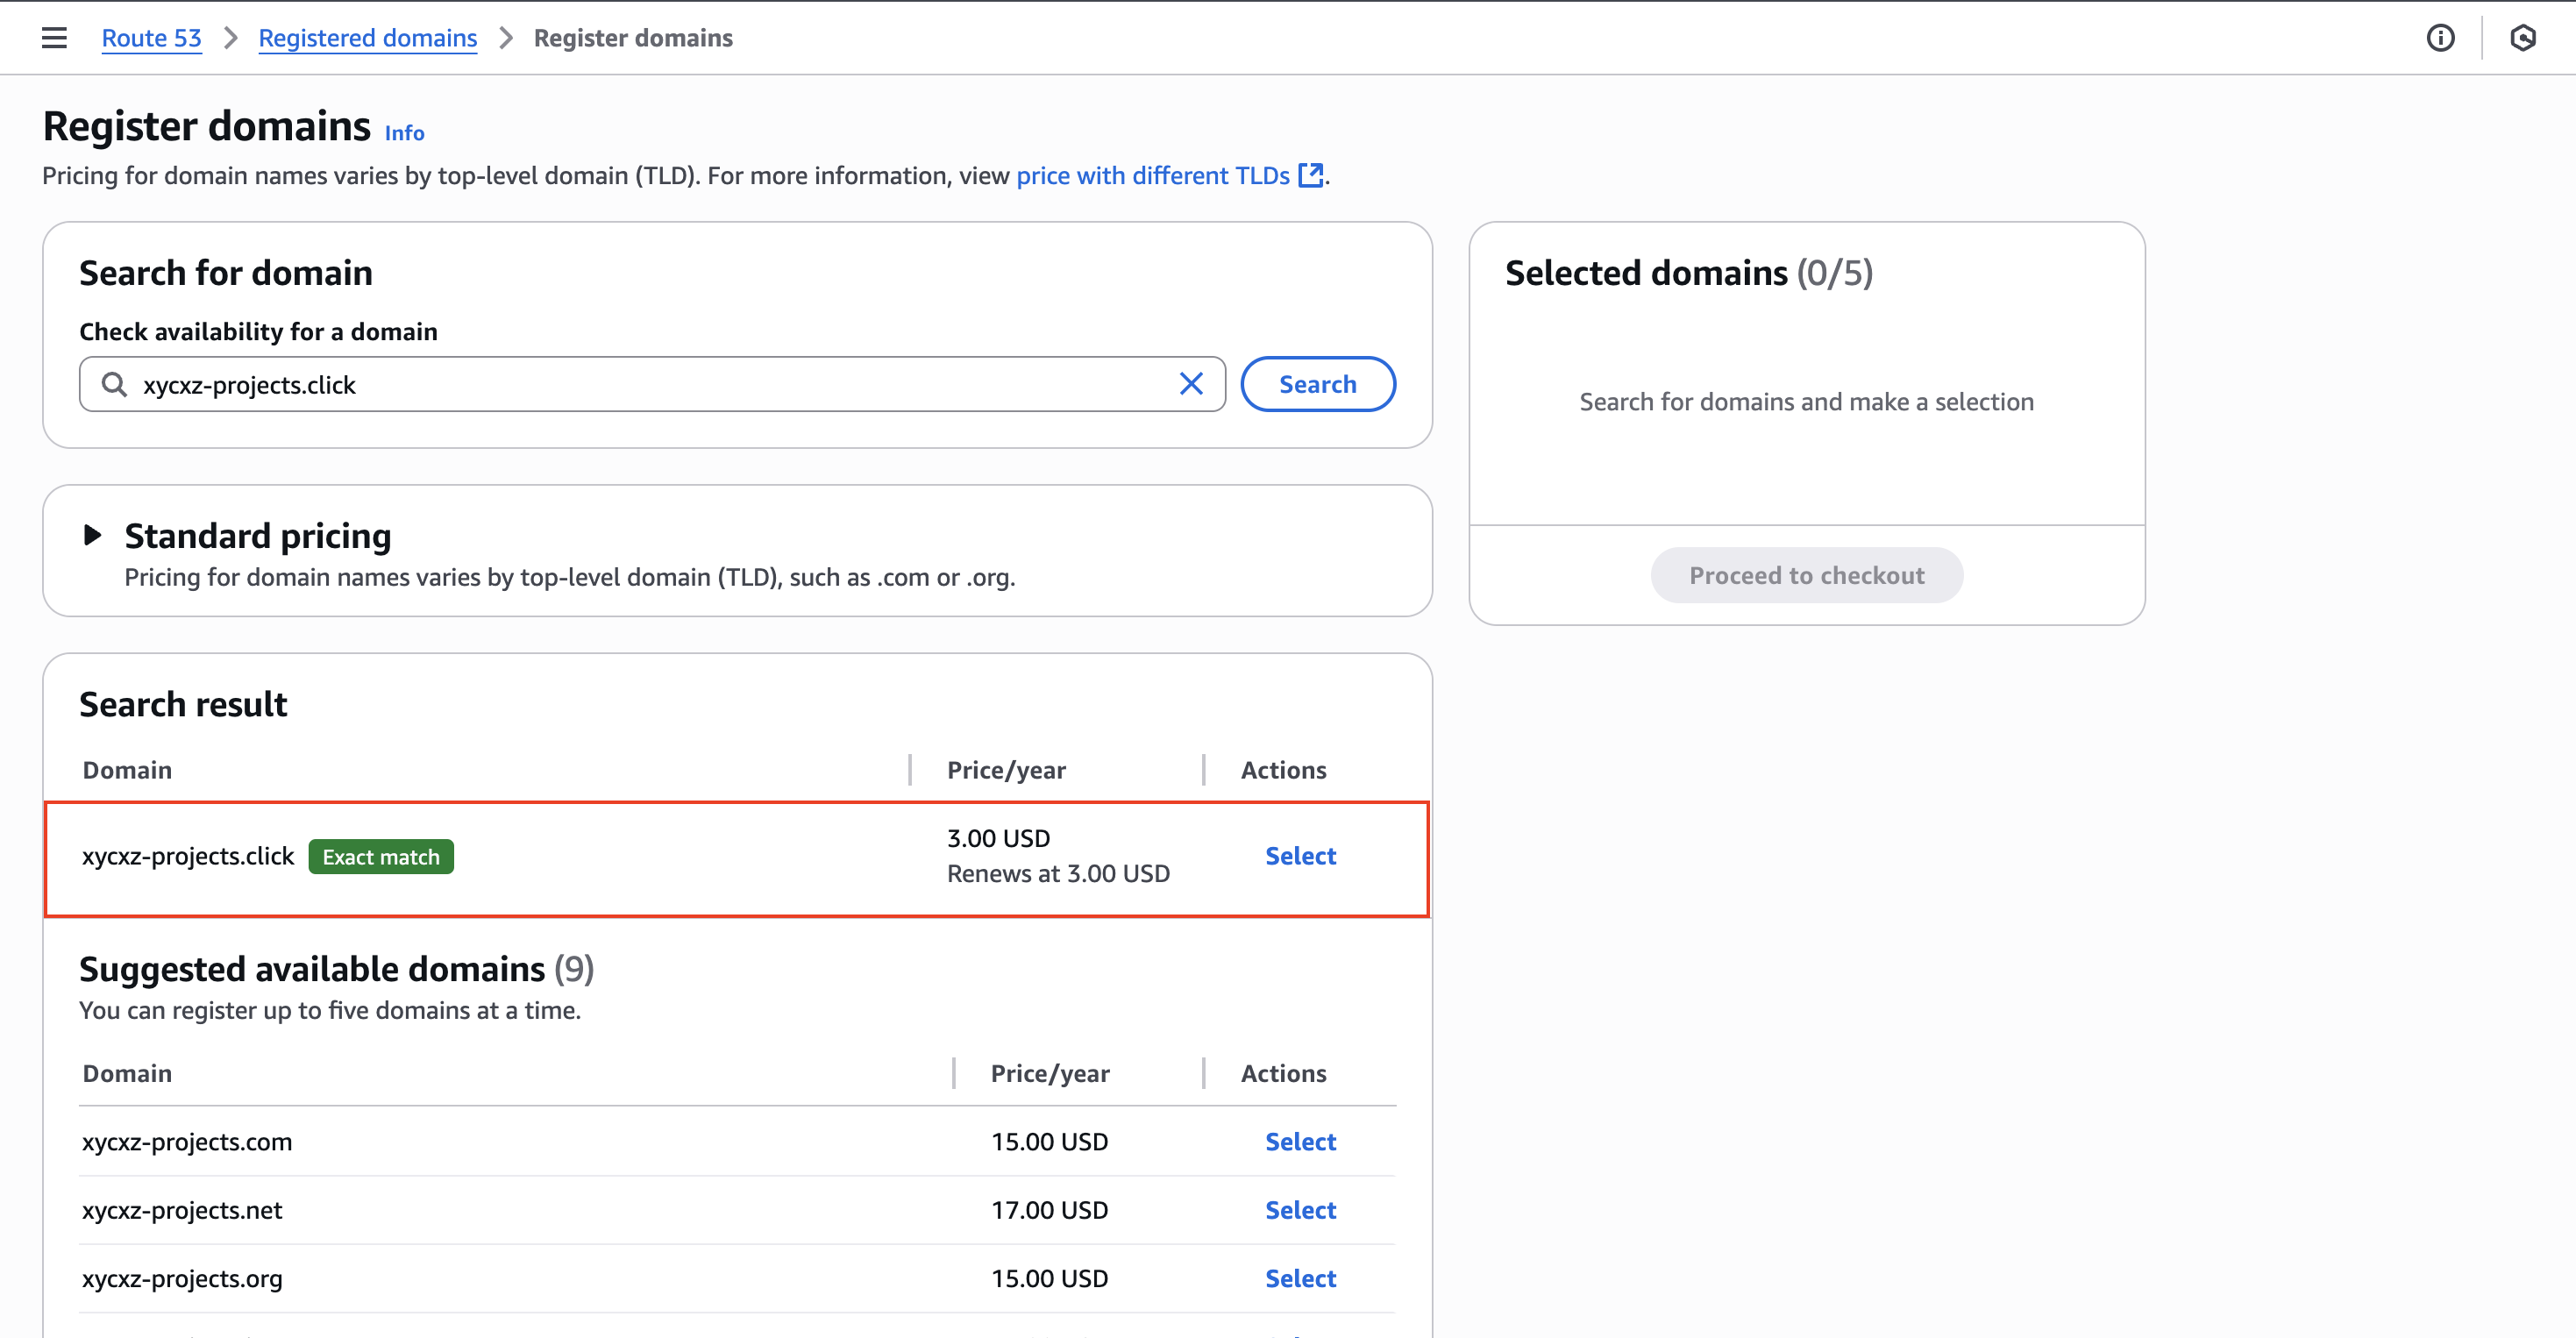 Route 53 Registered domains Register domains
Register domains Info
Pricing for domain names varies by top-level domain (TLD). For more information, view price with different TLDs.
Search for domain
Check availability for a domain
xycxz-projects.click Search
Selected domains (0/5)
Search for domains and make a selection
Proceed to checkout
Standard pricing
Pricing for domain names varies by top-level domain (TLD), such as .com or .org.
Search result
Domain Price/year Actions
xycxz-projects.click Exact match 3.00 USD Select
Renews at 3.00 USD
Suggested available domains (9)
You can register up to five domains at a time.
Domain Price/year Actions
xycxz-projects.com 15.00 USD Select
xycxz-projects.net 17.00 USD Select
xycxz-projects.org 15.00 USD Select